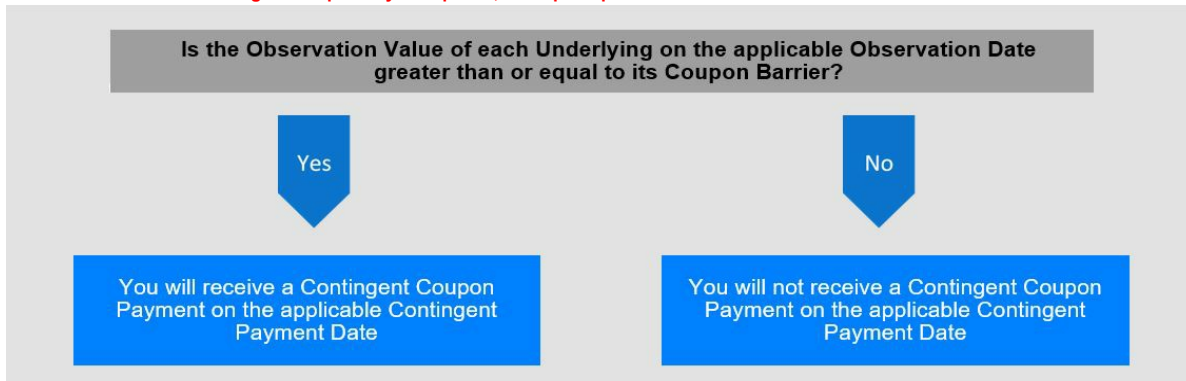 Is the Observation Value of each Underlying on the applicable Observation Date
greater than or equal to its Coupon Barrier?
Yes
No
You will receive a Contingent Coupon
Payment on the applicable Contingent
Payment Date
You will not receive a Contingent Coupon
Payment on the applicable Contingent
Payment Date